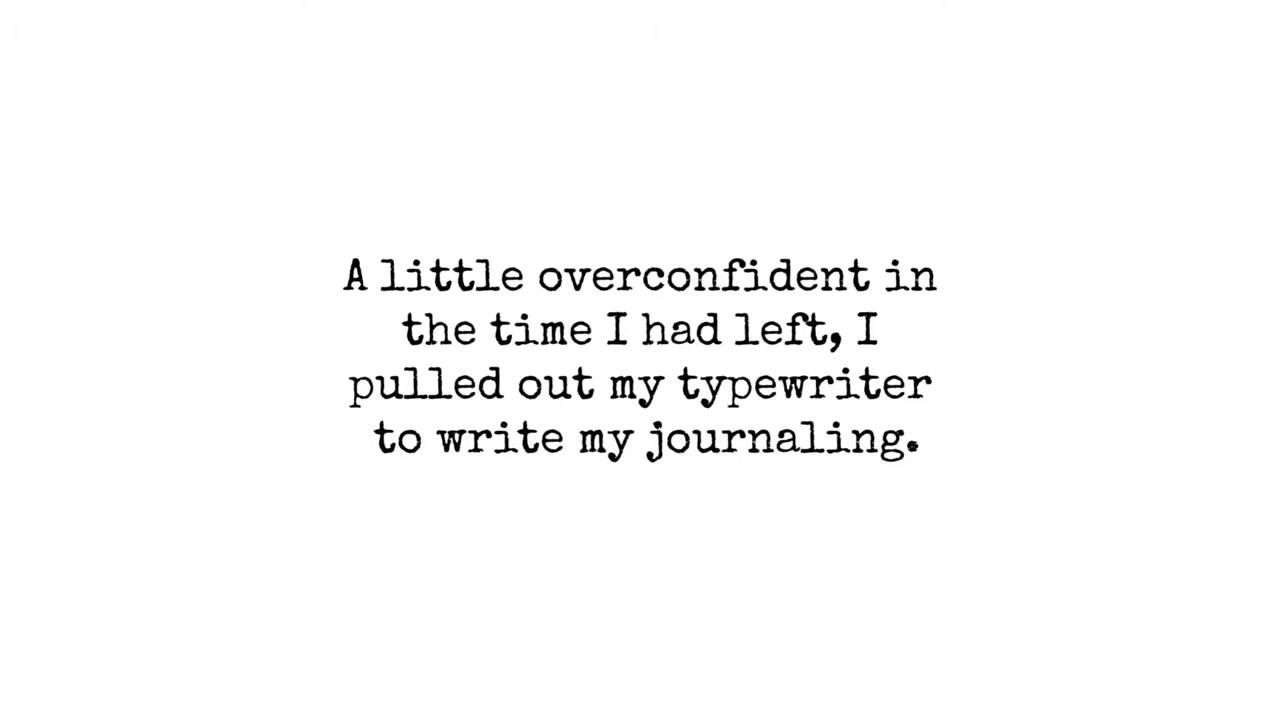 A little overconfident in
the time I had left, I
pulled out my typewriter
to write my journaling.